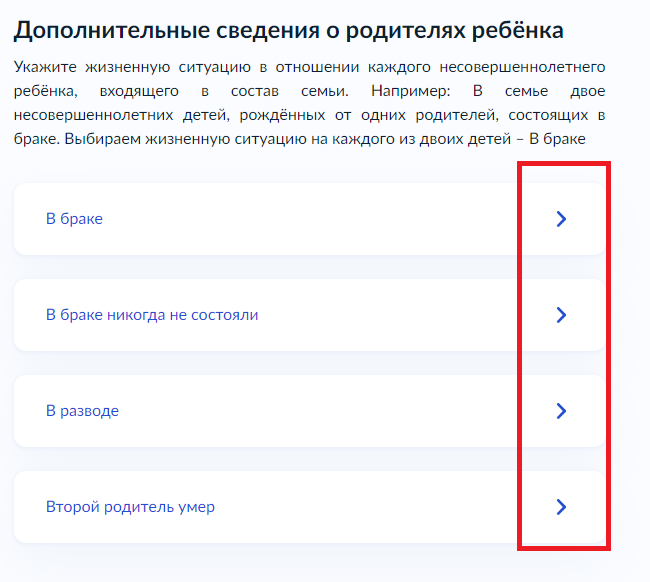 Дополнительные сведения о родителях ребёнка
Укажите жизненную ситуацию в отношении каждого несовершеннолетнего
ребёнка, входящего в состав семьи. Например: В семье двое
несовершеннолетних детей, рождённых от одних родителей, состоящих в
браке. Выбираем жизненную ситуацию на каждого из двоих детей – В браке
В браке
В браке никогда не состояли
В разводе
Второй родитель умер